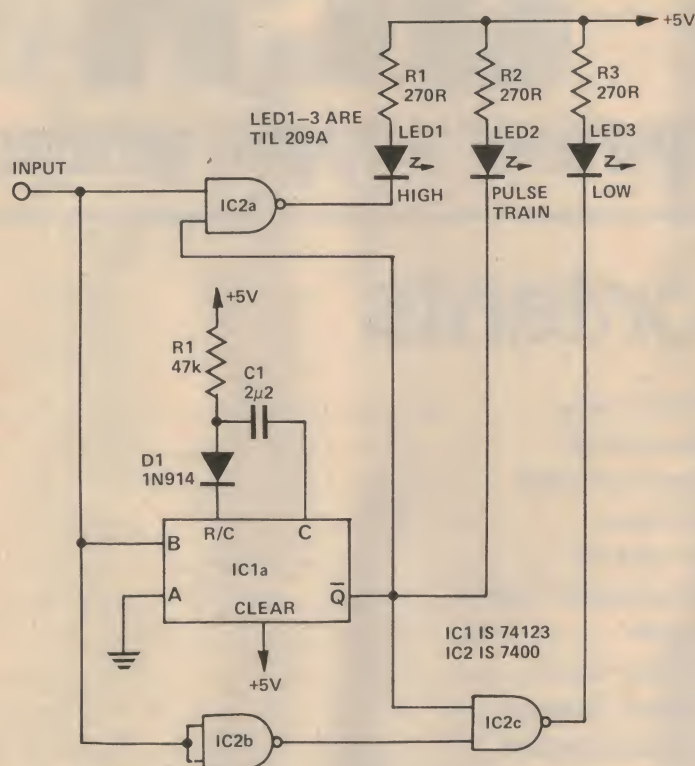 +5V
R1
270R
R2
270R
R3
270R
LED1–3 ARE
TIL 209A
LED1
LED2
LED3
INPUT
IC2a
HIGH
PULSE
TRAIN
LOW
+5V
R1
47k
C1
2µ2
D1
1N914
R/C
C
B
IC1a
A
Q̅
CLEAR
IC1 IS 74123
IC2 IS 7400
+5V
IC2b
IC2c